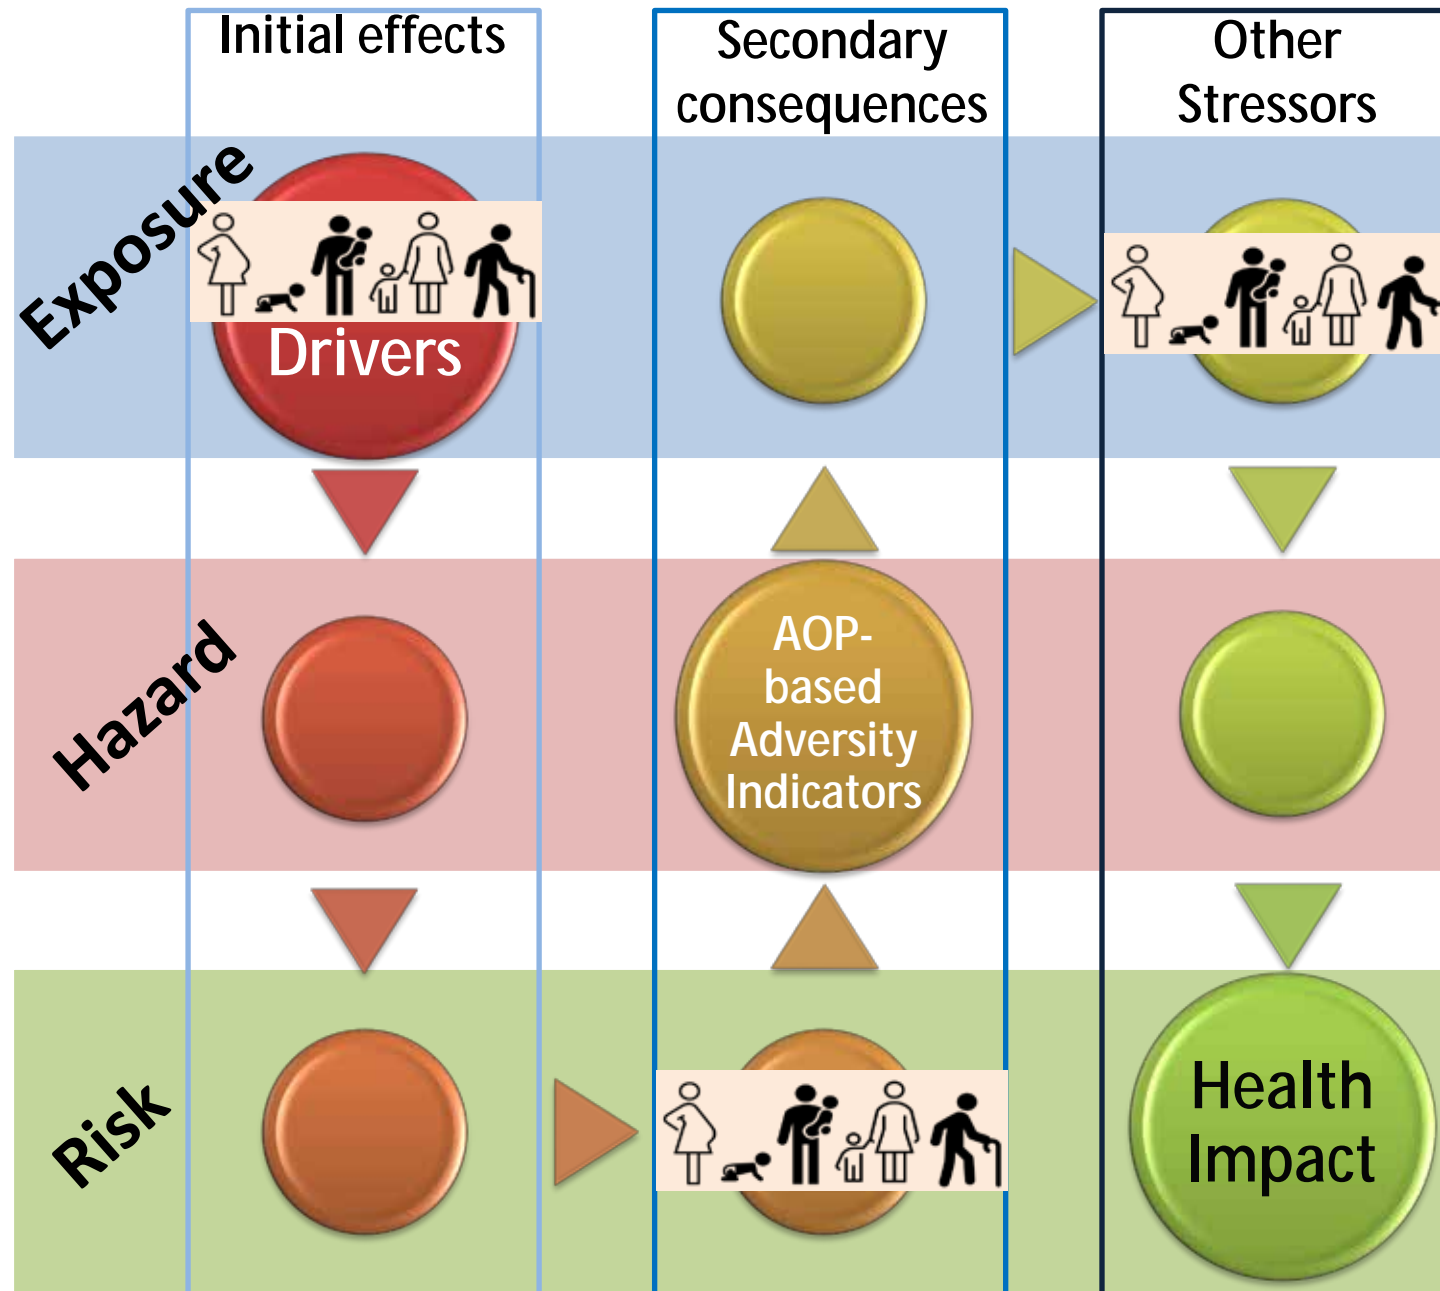 Initial effects
Secondary
consequences
Other
Stressors
Exposure
Drivers
Hazard
AOP-
based
Adversity
Indicators
Risk
Health
Impact